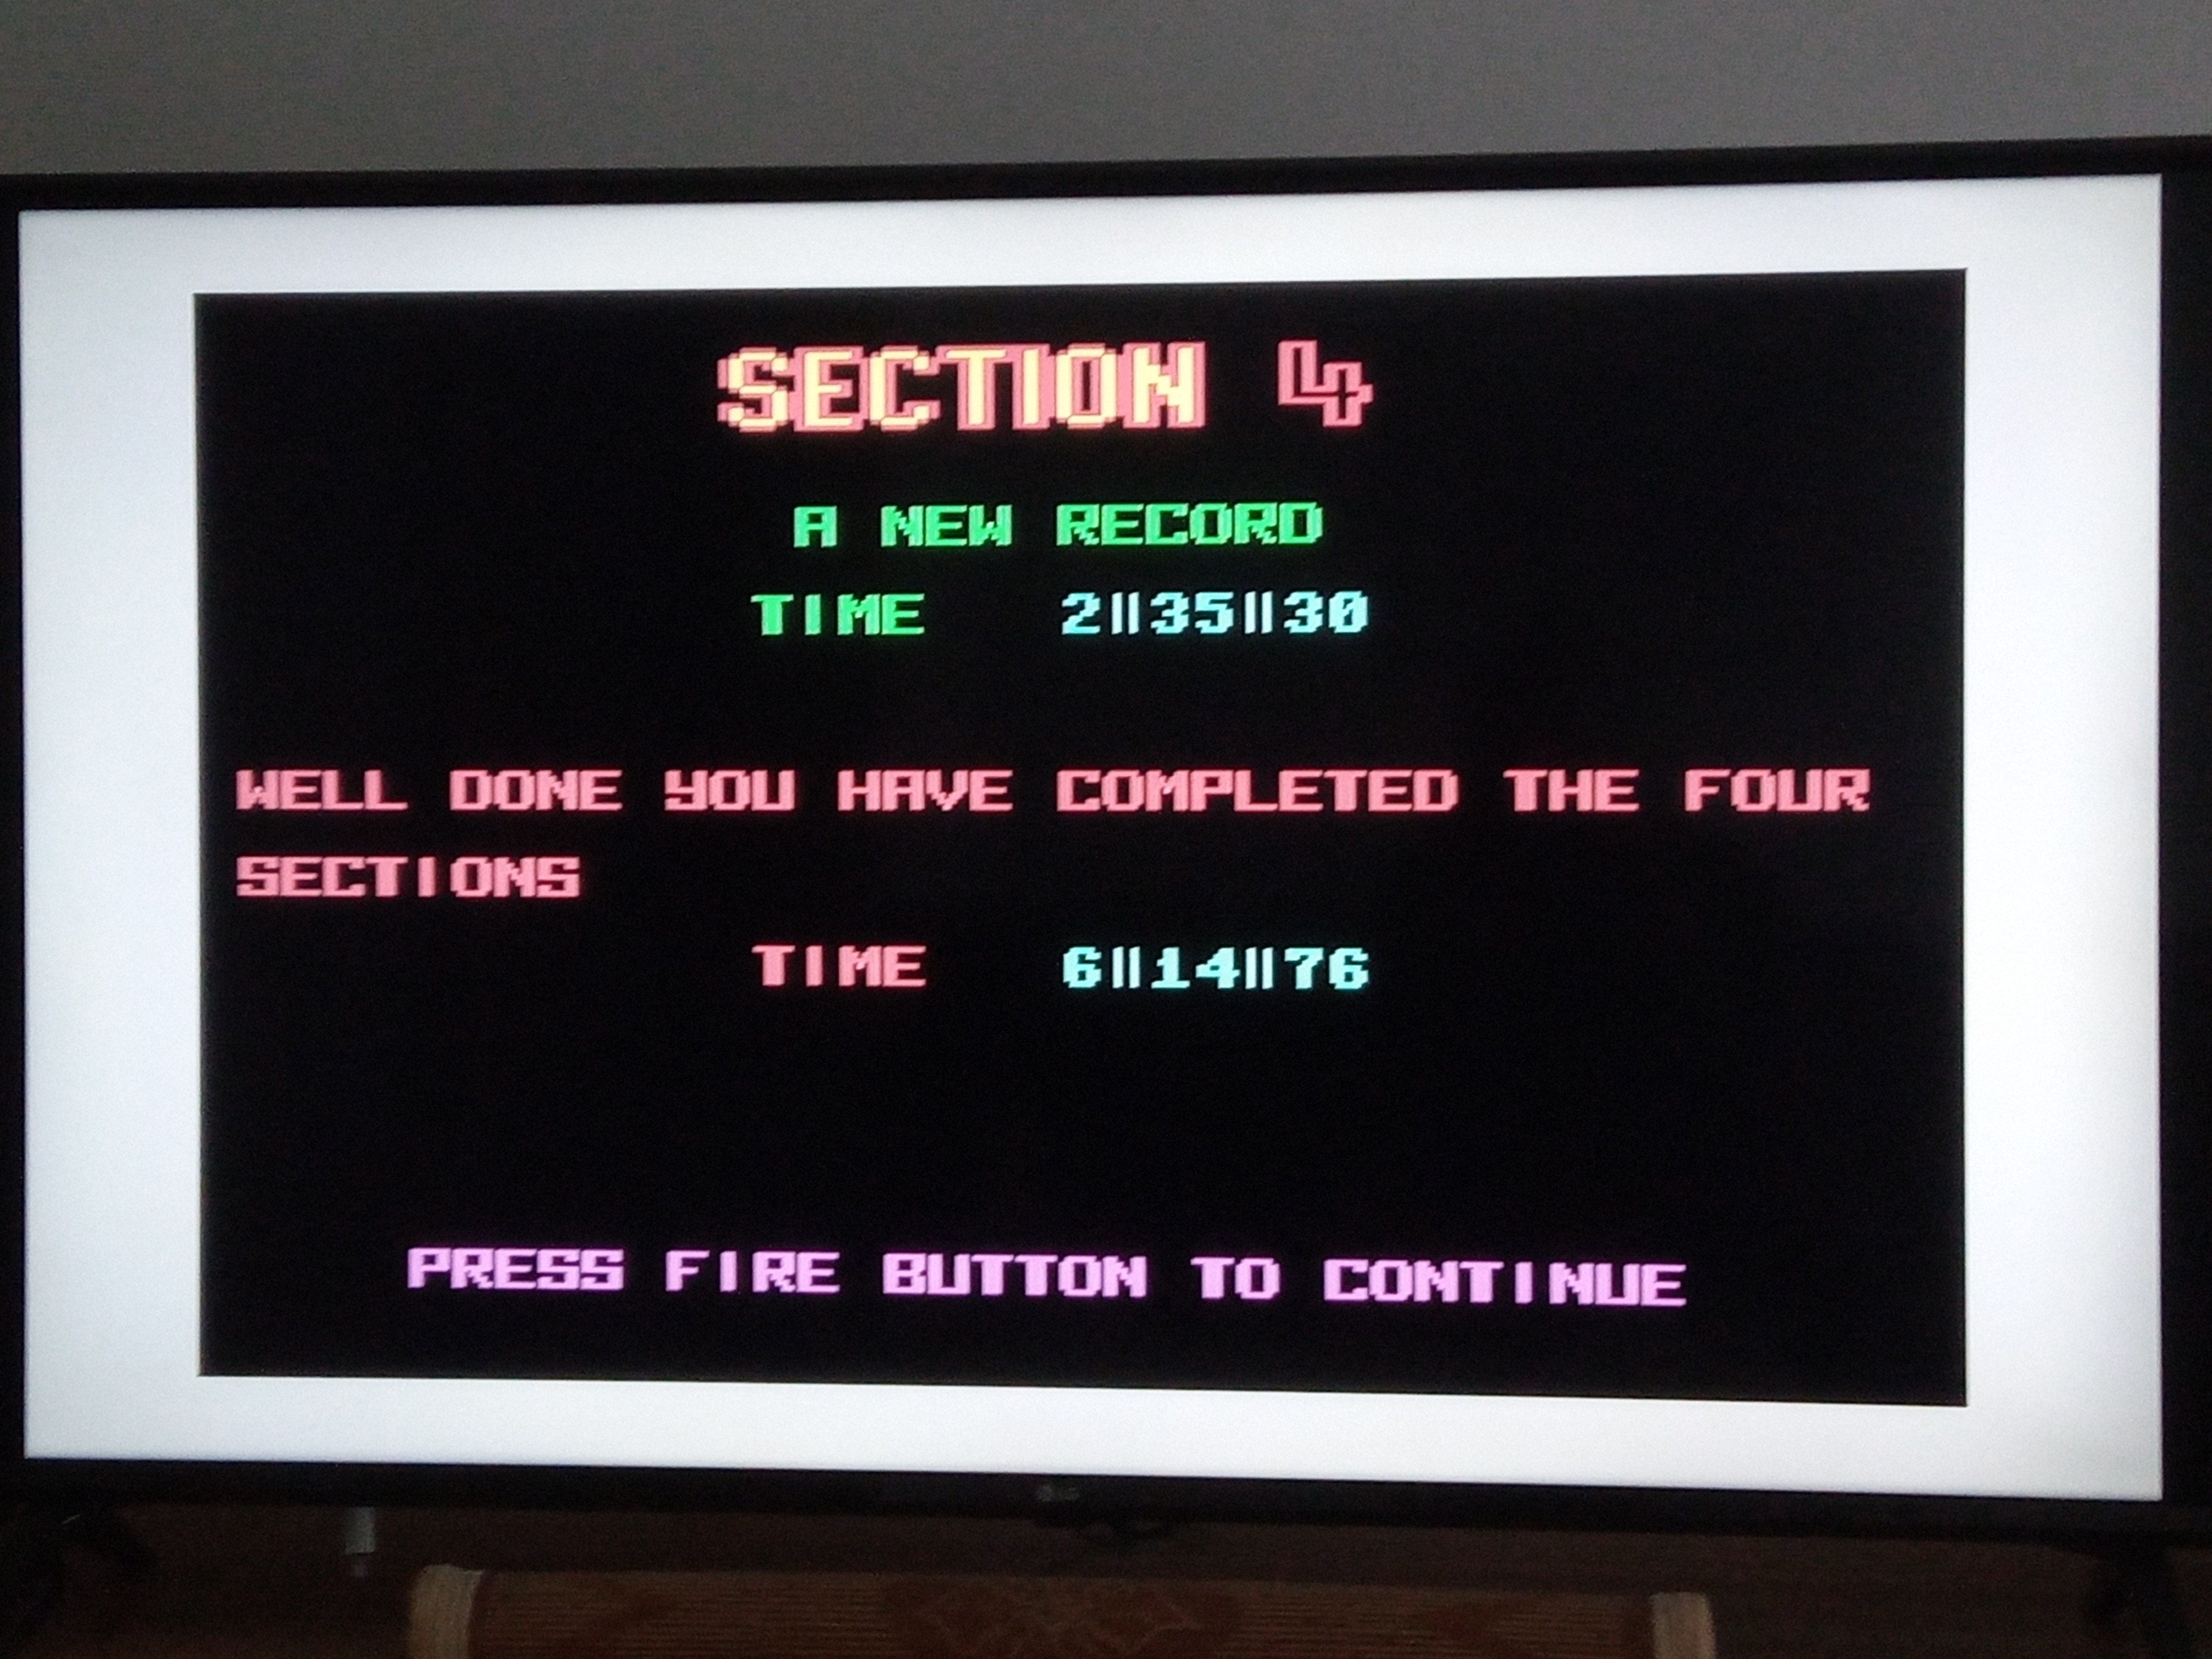 SECTION 4
A NEW RECORD
TIME 2||35||30
WELL DONE YOU HAVE COMPLETED THE FOUR
SECTIONS
TIME 6||14||76
PRESS FIRE BUTTON TO CONTINUE